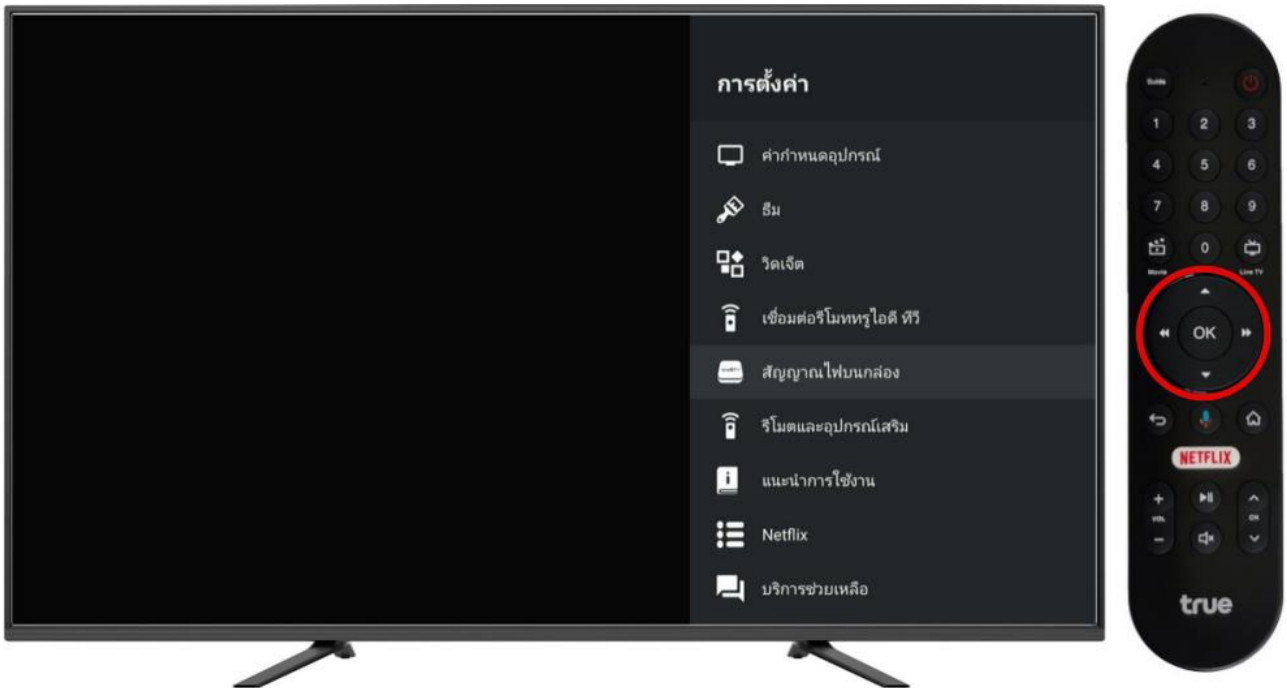 การตั้งค่า
ค่ากำหนดอุปกรณ์
ธีม
วิดเจ็ต
เชื่อมต่อรีโมททรูไอดี ทีวี
สัญญาณไฟบนกล่อง
รีโมตและอุปกรณ์เสริม
แนะนำการใช้งาน
Netflix
บริการช่วยเหลือ
Guide
1 2 3
4 5 6
7 8 9
0
Movie Live TV
OK
NETFLIX
+ VOL - CH
true